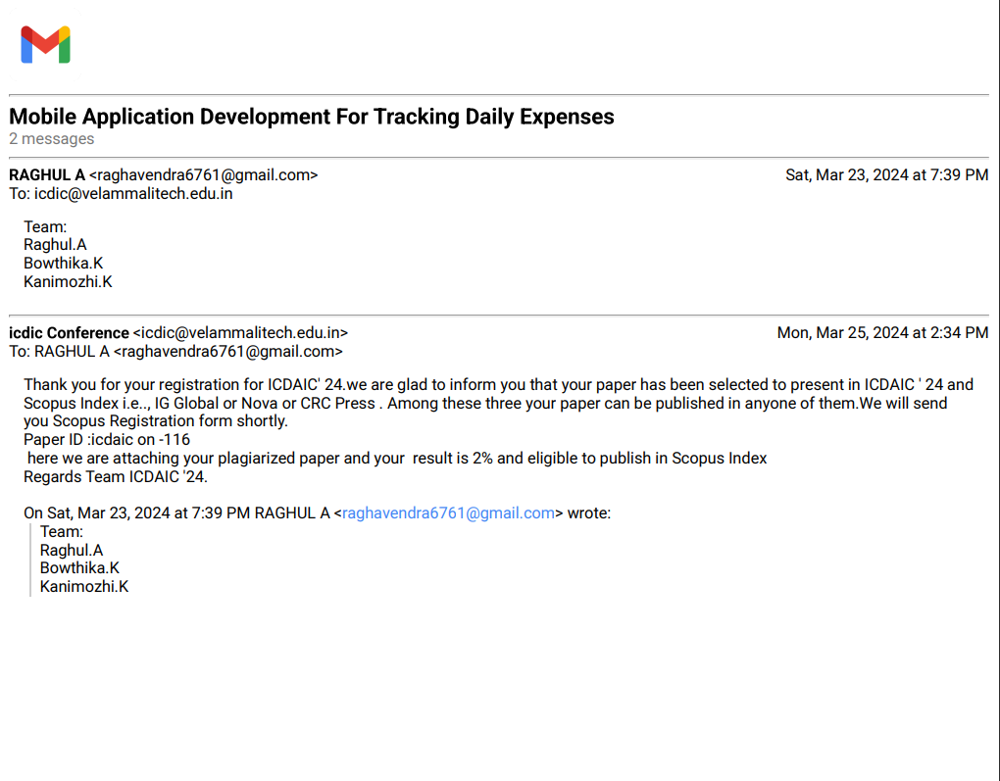 Mobile Application Development For Tracking Daily Expenses
2 messages
RAGHUL A <raghavendra6761@gmail.com> Sat, Mar 23, 2024 at 7:39 PM
To: icdic@velammalitech.edu.in
Team:
Raghul.A
Bowthika.K
Kanimozhi.K
icdic Conference <icdic@velammalitech.edu.in> Mon, Mar 25, 2024 at 2:34 PM
To: RAGHUL A <raghavendra6761@gmail.com>
Thank you for your registration for ICDAIC' 24.we are glad to inform you that your paper has been selected to present in ICDAIC ' 24 and
Scopus Index i.e.., IG Global or Nova or CRC Press . Among these three your paper can be published in anyone of them.We will send
you Scopus Registration form shortly.
Paper ID :icdaic on -116
here we are attaching your plagiarized paper and your  result is 2% and eligible to publish in Scopus Index
Regards Team ICDAIC '24.
On Sat, Mar 23, 2024 at 7:39 PM RAGHUL A <raghavendra6761@gmail.com> wrote:
Team:
Raghul.A
Bowthika.K
Kanimozhi.K